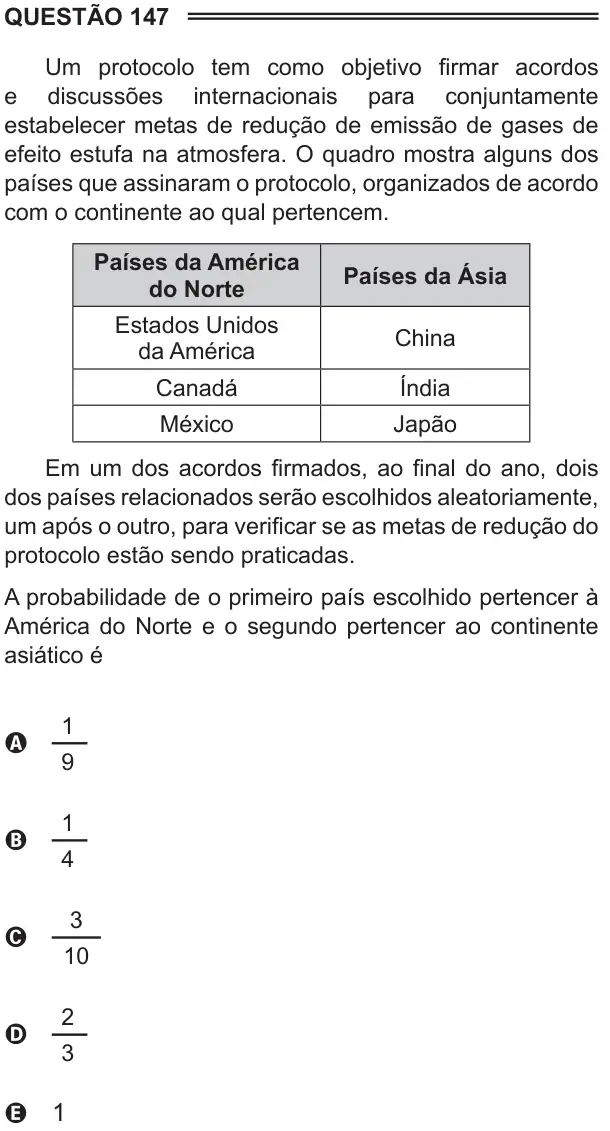 QUESTÃO 147
Um protocolo tem como objetivo firmar acordos
e discussões internacionais para conjuntamente
estabelecer metas de redução de emissão de gases de
efeito estufa na atmosfera. O quadro mostra alguns dos
países que assinaram o protocolo, organizados de acordo
com o continente ao qual pertencem.
Países da América
do Norte
Países da Ásia
Estados Unidos
da América
China
Canadá
Índia
México
Japão
Em um dos acordos firmados, ao final do ano, dois
dos países relacionados serão escolhidos aleatoriamente,
um após o outro, para verificar se as metas de redução do
protocolo estão sendo praticadas.
A probabilidade de o primeiro país escolhido pertencer à
América do Norte e o segundo pertencer ao continente
asiático é
A 1
9
B 1
4
C 3
10
D 2
3
E 1